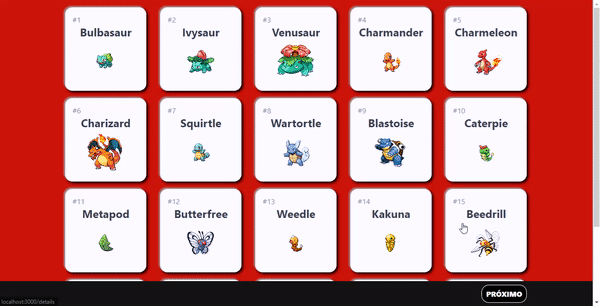 #1
Bulbasaur
#2
Ivysaur
#3
Venusaur
#4
Charmander
#5
Charmeleon
#6
Charizard
#7
Squirtle
#8
Wartortle
#9
Blastoise
#10
Caterpie
#11
Metapod
#12
Butterfree
#13
Weedle
#14
Kakuna
#15
Beedrill
PRÓXIMO
localhost:3000/details